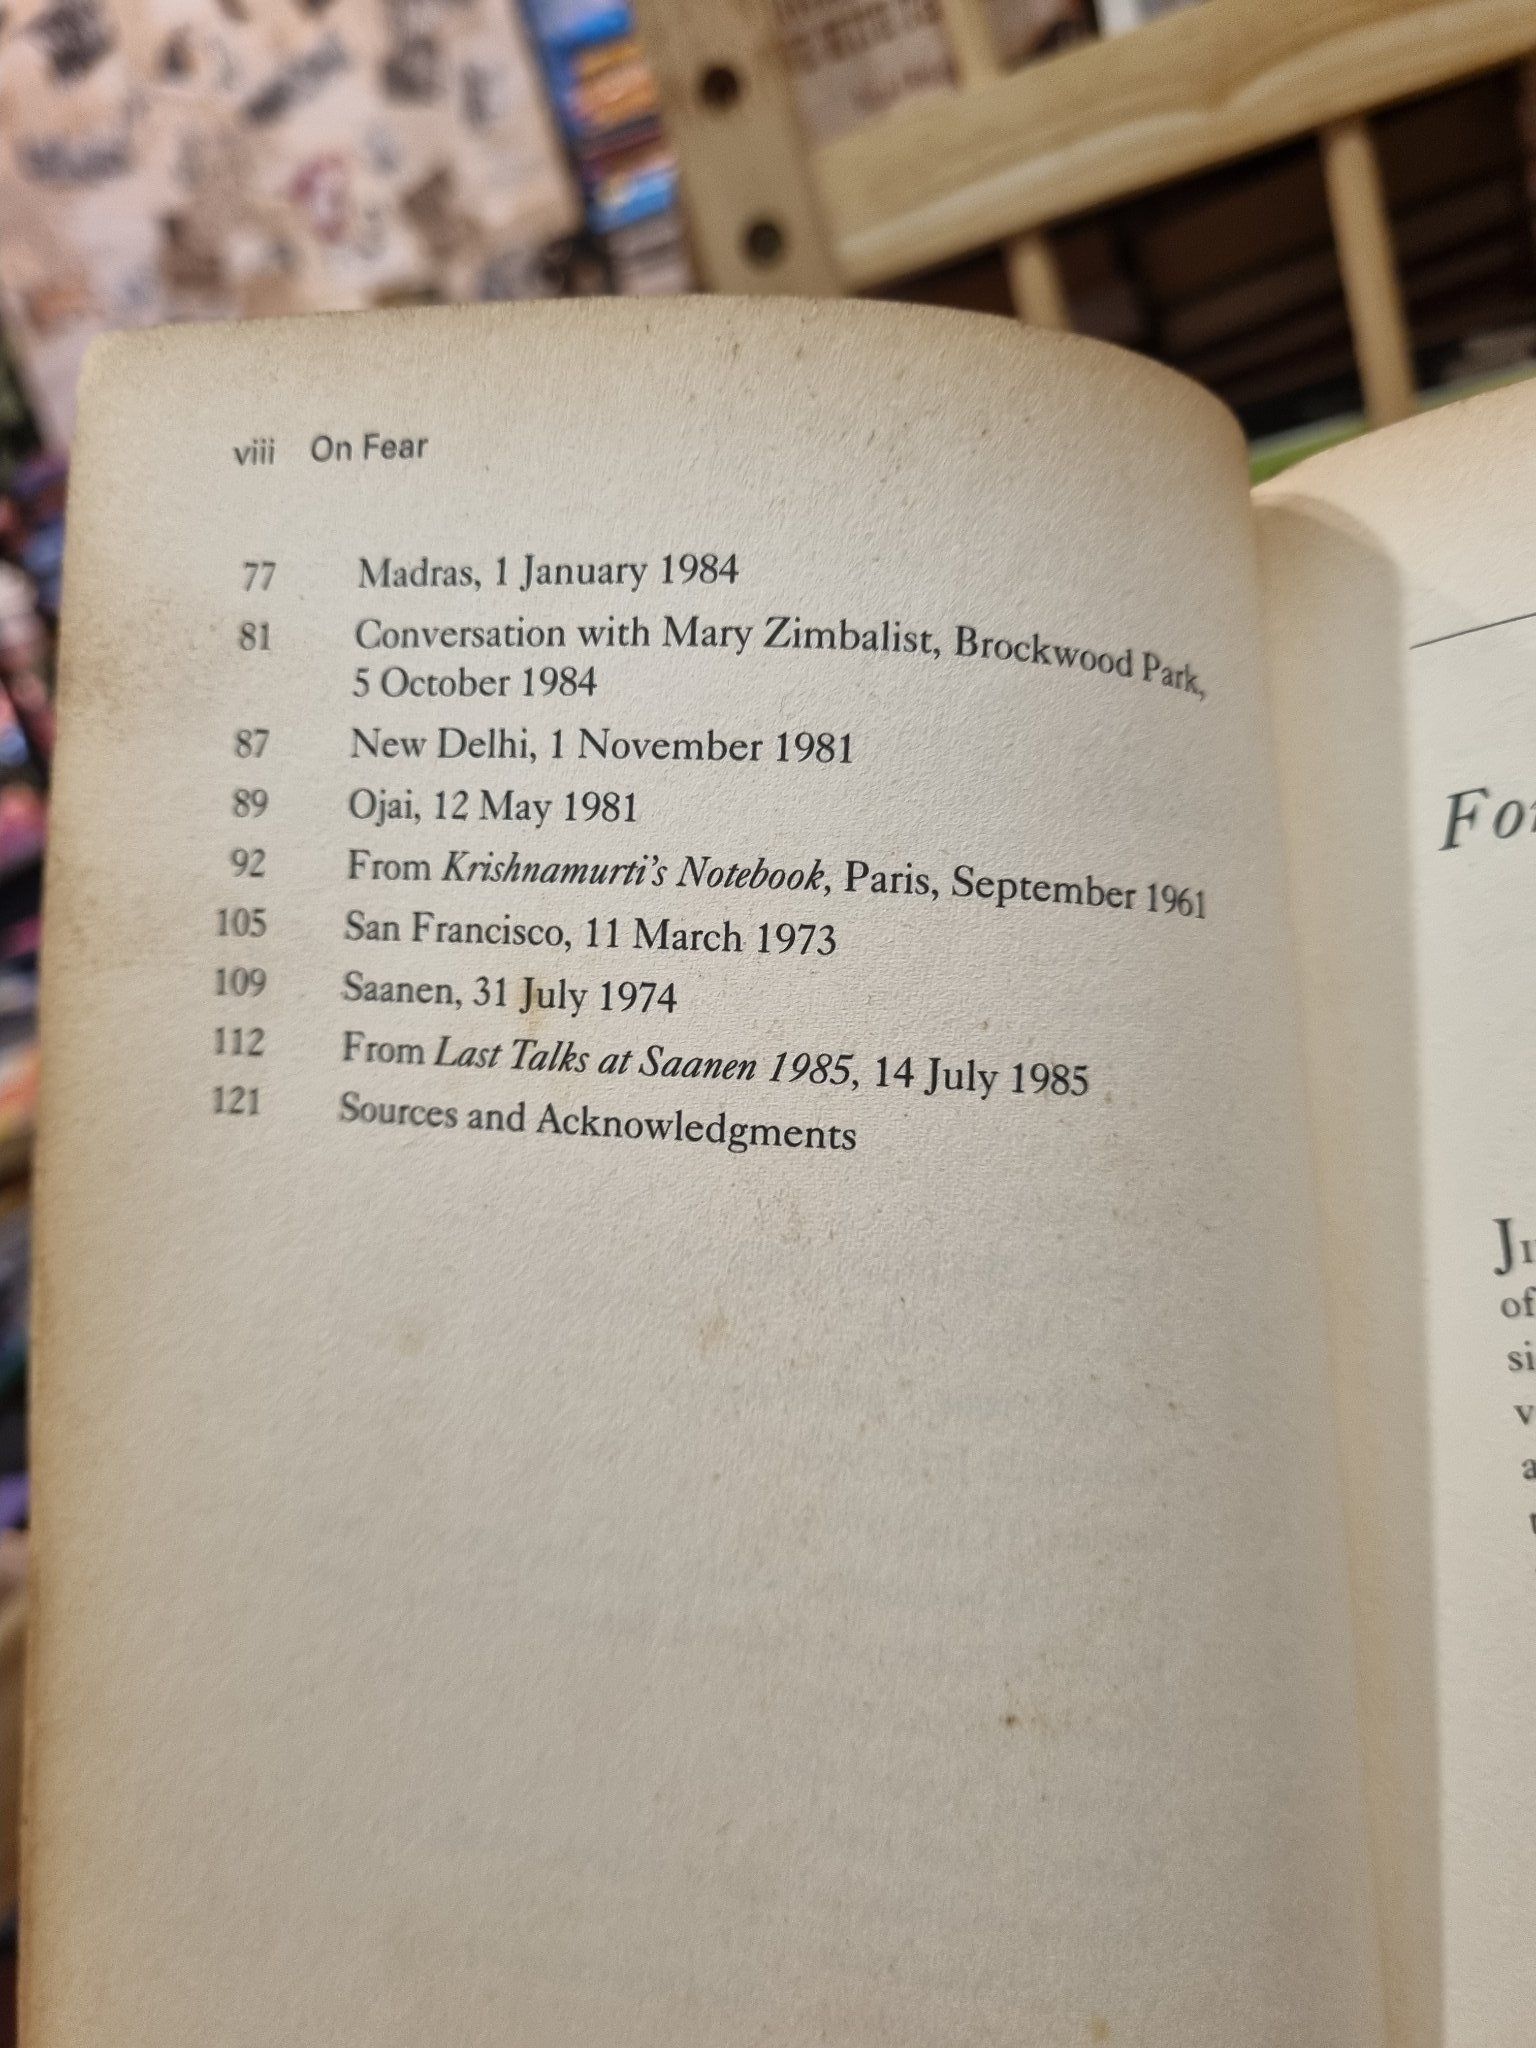 viii On Fear
77 Madras, 1 January 1984
81 Conversation with Mary Zimbalist, Brockwood Park,
5 October 1984
87 New Delhi, 1 November 1981
89 Ojai, 12 May 1981
92 From Krishnamurti's Notebook, Paris, September 1961
105 San Francisco, 11 March 1973
109 Saanen, 31 July 1974
112 From Last Talks at Saanen 1985, 14 July 1985
121 Sources and Acknowledgments
of